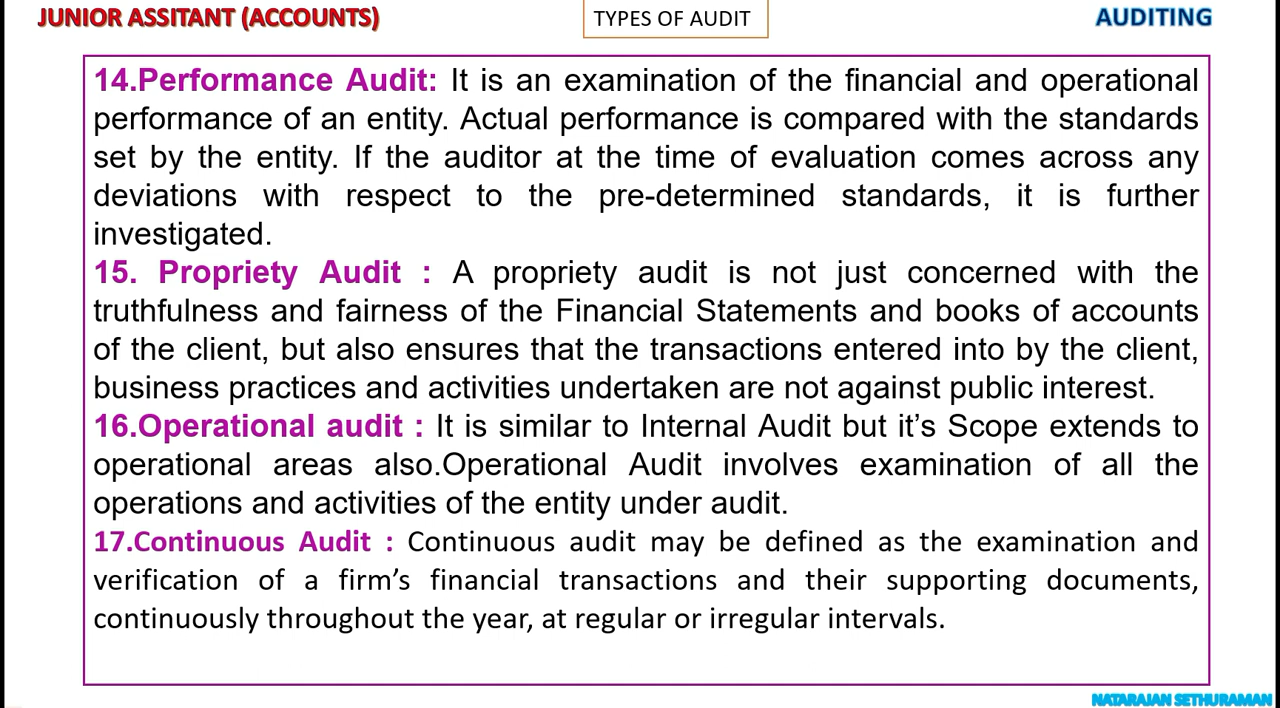 JUNIOR ASSITANT (ACCOUNTS)
TYPES OF AUDIT
AUDITING
14.Performance Audit: It is an examination of the financial and operational
performance of an entity. Actual performance is compared with the standards
set by the entity. If the auditor at the time of evaluation comes across any
deviations with respect to the pre-determined standards, it is further
investigated.
15. Propriety Audit : A propriety audit is not just concerned with the
truthfulness and fairness of the Financial Statements and books of accounts
of the client, but also ensures that the transactions entered into by the client,
business practices and activities undertaken are not against public interest.
16.Operational audit : It is similar to Internal Audit but it’s Scope extends to
operational areas also.Operational Audit involves examination of all the
operations and activities of the entity under audit.
17.Continuous Audit : Continuous audit may be defined as the examination and
verification of a firm’s financial transactions and their supporting documents,
continuously throughout the year, at regular or irregular intervals.
NATARAJAN SETHURAMAN